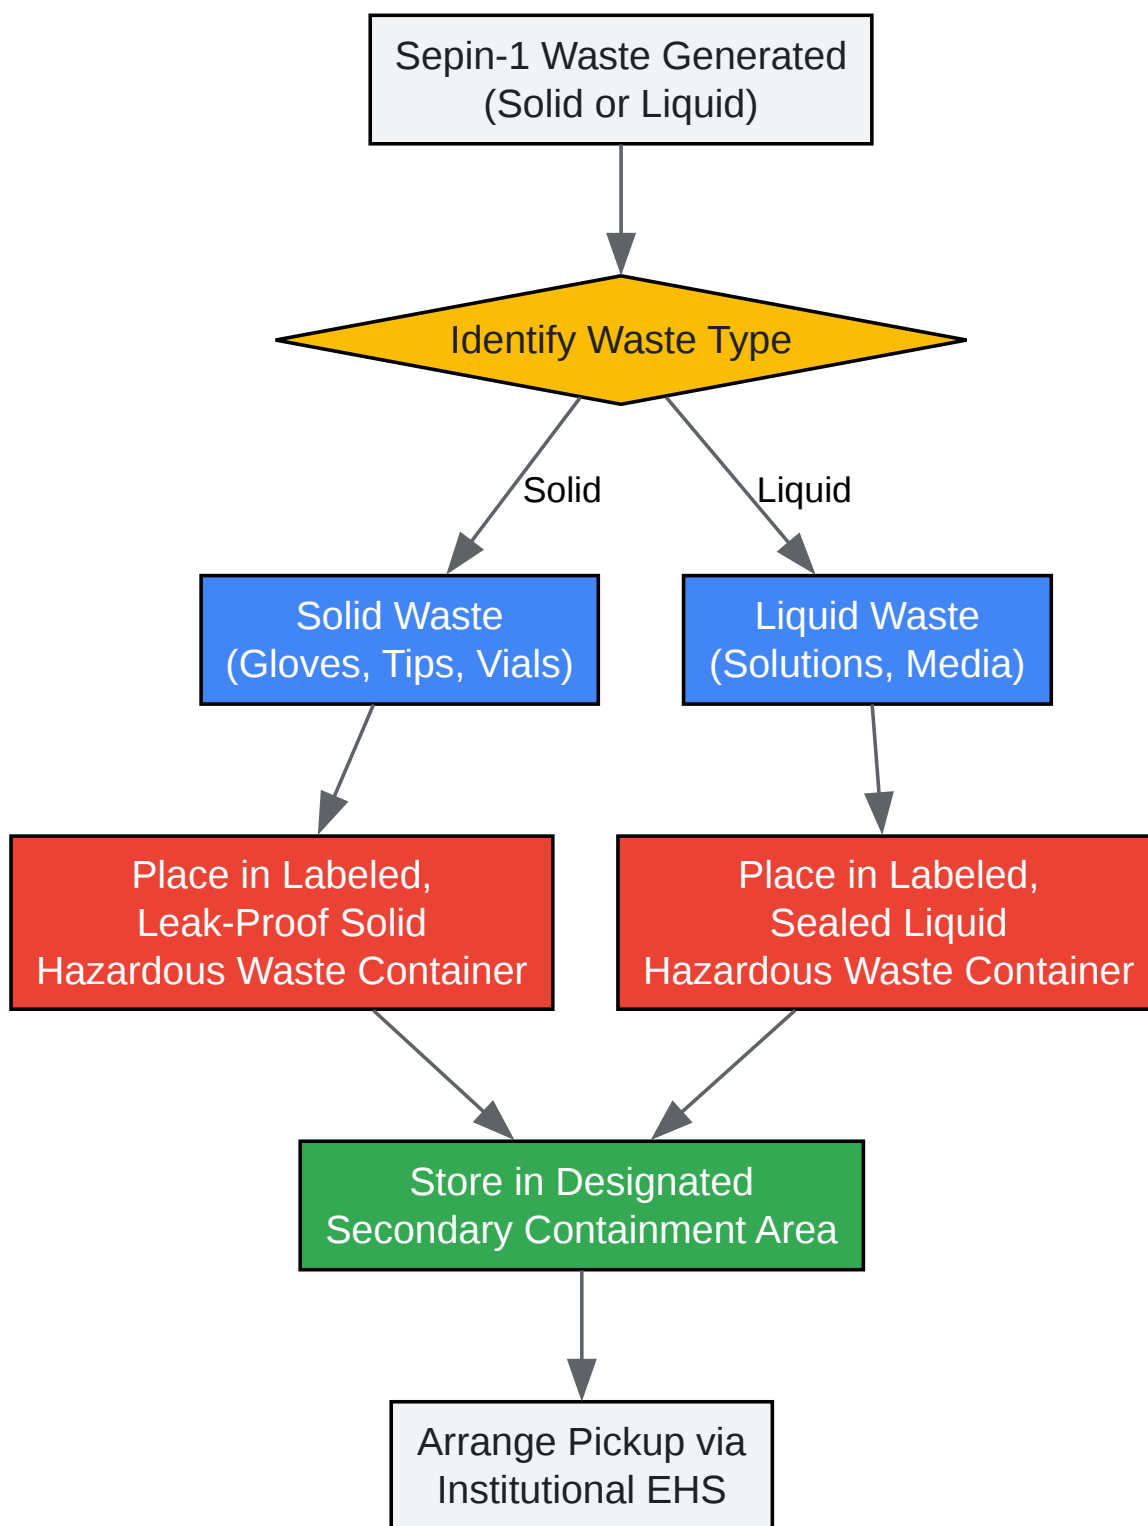 Sepin-1 Waste Generated
(Solid or Liquid)
Identify Waste Type
Solid
Liquid
Solid Waste
(Gloves, Tips, Vials)
Liquid Waste
(Solutions, Media)
Place in Labeled,
Leak-Proof Solid
Hazardous Waste Container
Place in Labeled,
Sealed Liquid
Hazardous Waste Container
Store in Designated
Secondary Containment Area
Arrange Pickup via
Institutional EHS